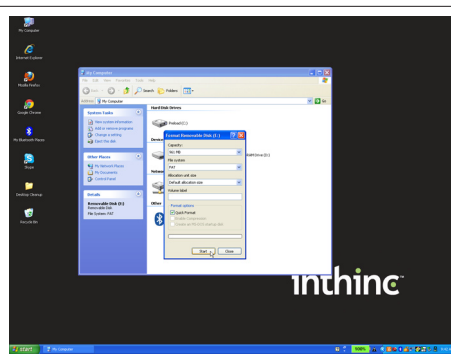 My Computer
Internet Explorer
Mozilla Firefox
Google Chrome
My Bluetooth Places
Skype
Desktop Cleanup
Recycle Bin
My Computer
File Edit View Favorites Tools Help
Search Folders
Address My Computer Go
System Tasks
View system information
Add or remove programs
Change a setting
Eject this disk
Other Places
My Network Places
My Documents
Control Panel
Details
Removable Disk (E:)
Removable Disk
File System: FAT
Hard Disk Drives
Preload (C:)
Other
Format Removable Disk (E:)
Capacity:
File system
FAT
Allocation unit size
Default allocation size
Volume label
Format options
Quick Format
Enable Compression
Create an MS-DOS startup disk
Start
Close
inthinc
start
My Computer
100%